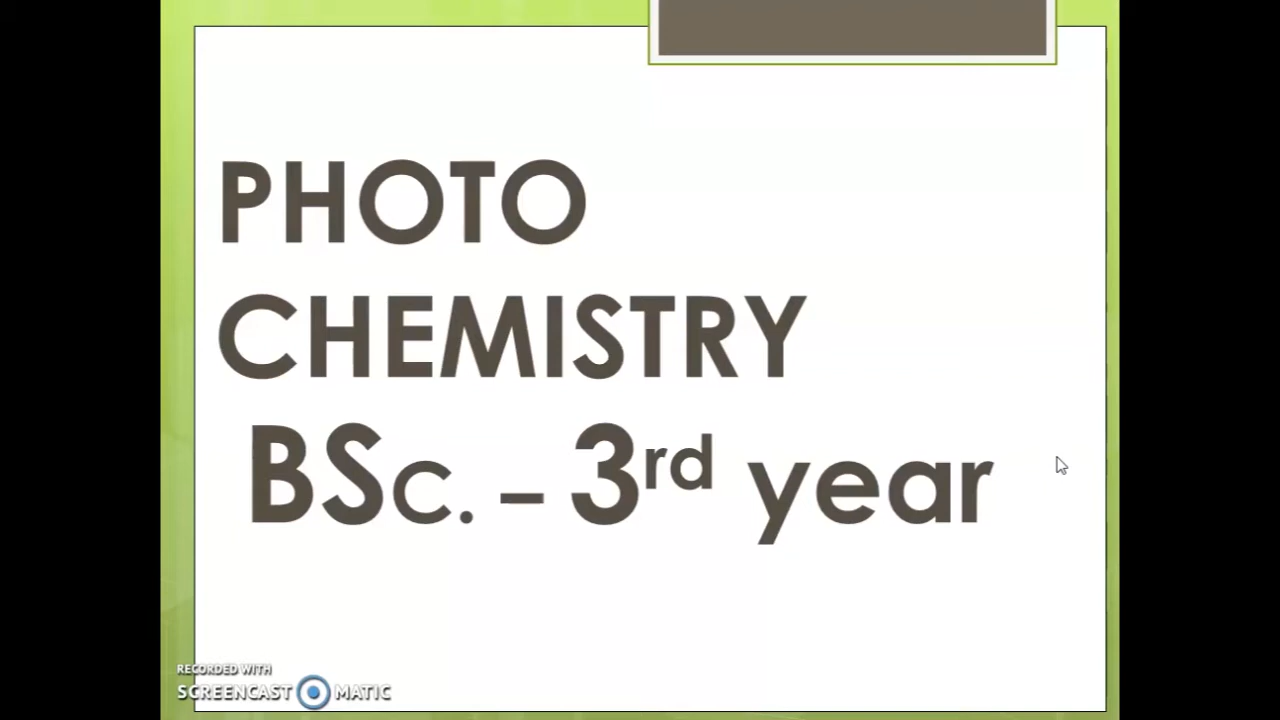 PHOTO
CHEMISTRY
BSc. – 3rd year
RECORDED WITH
SCREENCAST MATIC